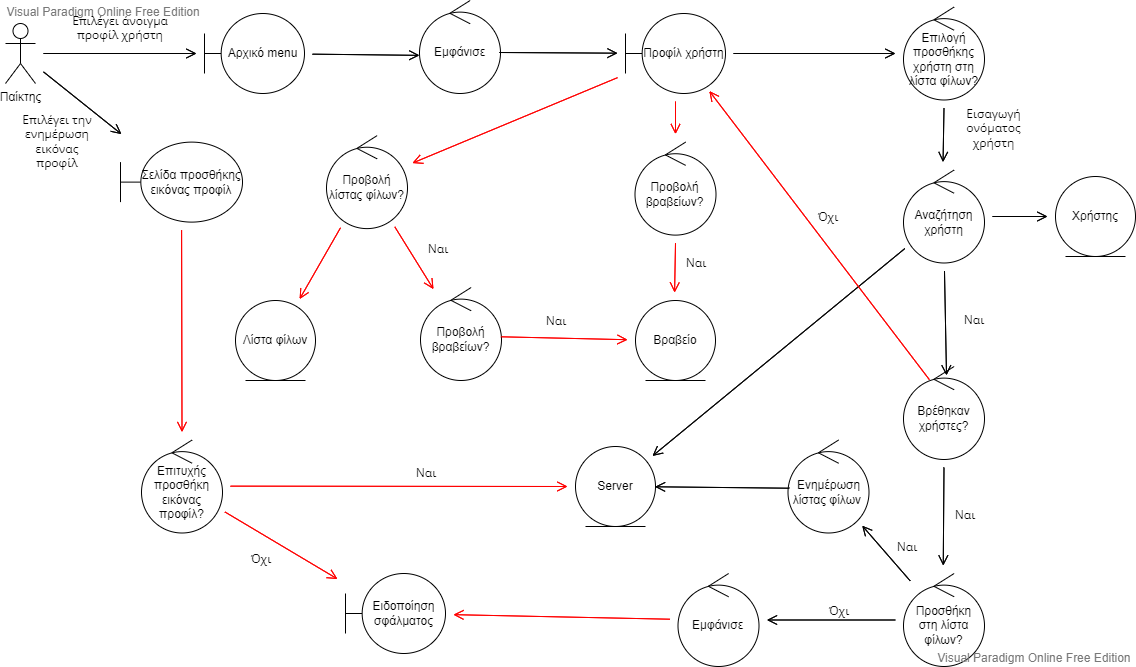 Visual Paradigm Online Free Edition
Επιλέγει άνοιγμα
προφίλ χρήστη
Παίκτης
Αρχικό menu
Εμφάνισε
Προφίλ χρήστη
Επιλογή
προσθήκης
χρήστη στη
λίστα φίλων?
Επιλέγει την
ενημέρωση
εικόνας
προφίλ
Εισαγωγή
ονόματος
χρήστη
Σελίδα προσθήκης
εικόνας προφίλ
Προβολή
λίστας φίλων?
Προβολή
βραβείων?
Αναζήτηση
χρήστη
Χρήστης
Όχι
Ναι
Ναι
Ναι
Ναι
Λίστα φίλων
Προβολή
βραβείων?
Βραβείο
Βρέθηκαν
χρήστες?
Επιτυχής
προσθήκη
εικόνας
προφίλ?
Ναι
Server
Ενημέρωση
λίστας φίλων
Ναι
Ναι
Όχι
Ειδοποίηση
σφάλματος
Εμφάνισε
Όχι
Προσθήκη
στη λίστα
φίλων?
Visual Paradigm Online Free Edition